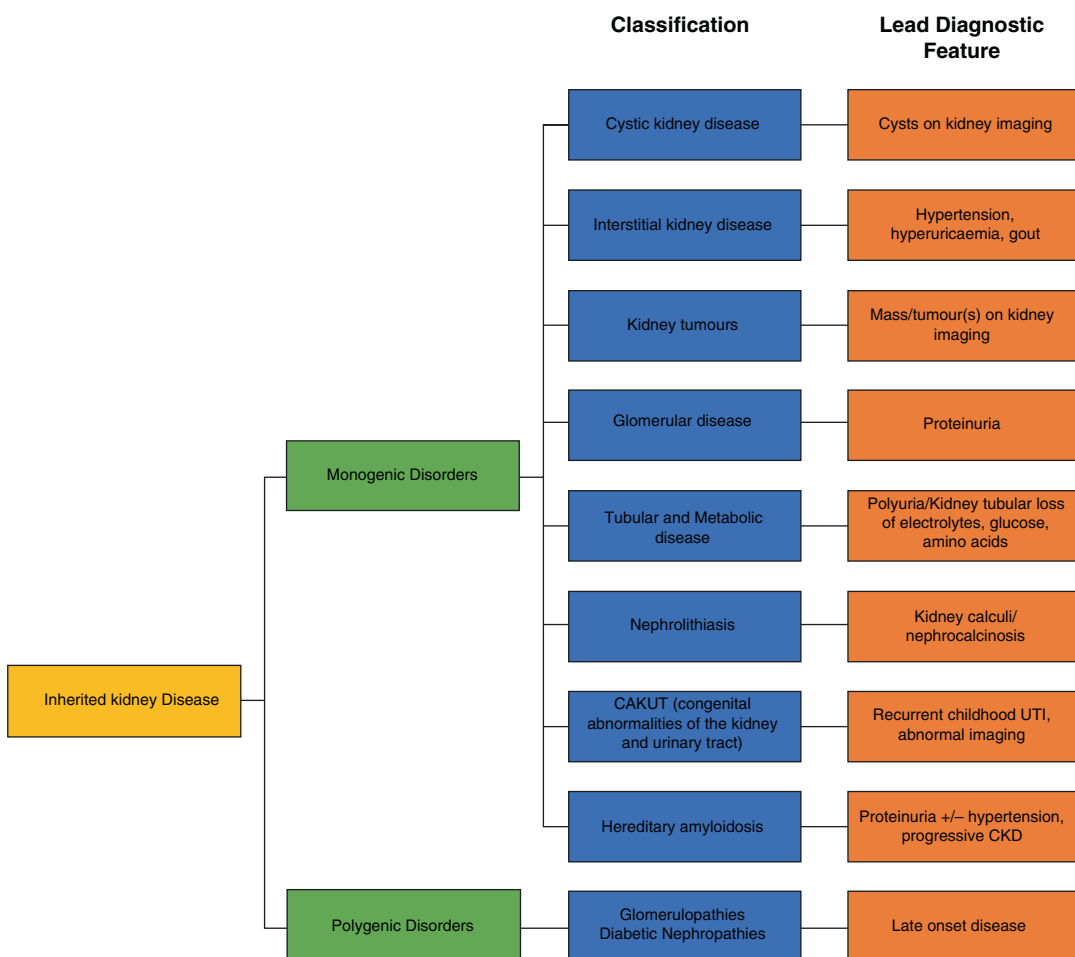 Classification
Lead Diagnostic
Feature
Cystic kidney disease
Cysts on kidney imaging
Interstitial kidney disease
Hypertension,
hyperuricaemia, gout
Kidney tumours
Mass/tumour(s) on kidney
imaging
Glomerular disease
Proteinuria
Monogenic Disorders
Tubular and Metabolic
disease
Polyuria/Kidney tubular loss
of electrolytes, glucose,
amino acids
Nephrolithiasis
Kidney calculi/
nephrocalcinosis
Inherited kidney Disease
CAKUT (congenital
abnormalities of the kidney
and urinary tract)
Recurrent childhood UTI,
abnormal imaging
Hereditary amyloidosis
Proteinuria +/– hypertension,
progressive CKD
Polygenic Disorders
Glomerulopathies
Diabetic Nephropathies
Late onset disease